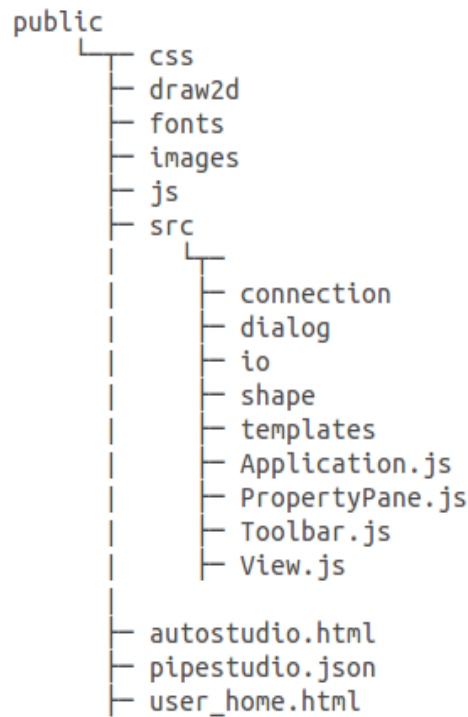 public
css
draw2d
fonts
images
js
src
connection
dialog
io
shape
templates
Application.js
PropertyPane.js
Toolbar.js
View.js
autostudio.html
pipestudio.json
user_home.html